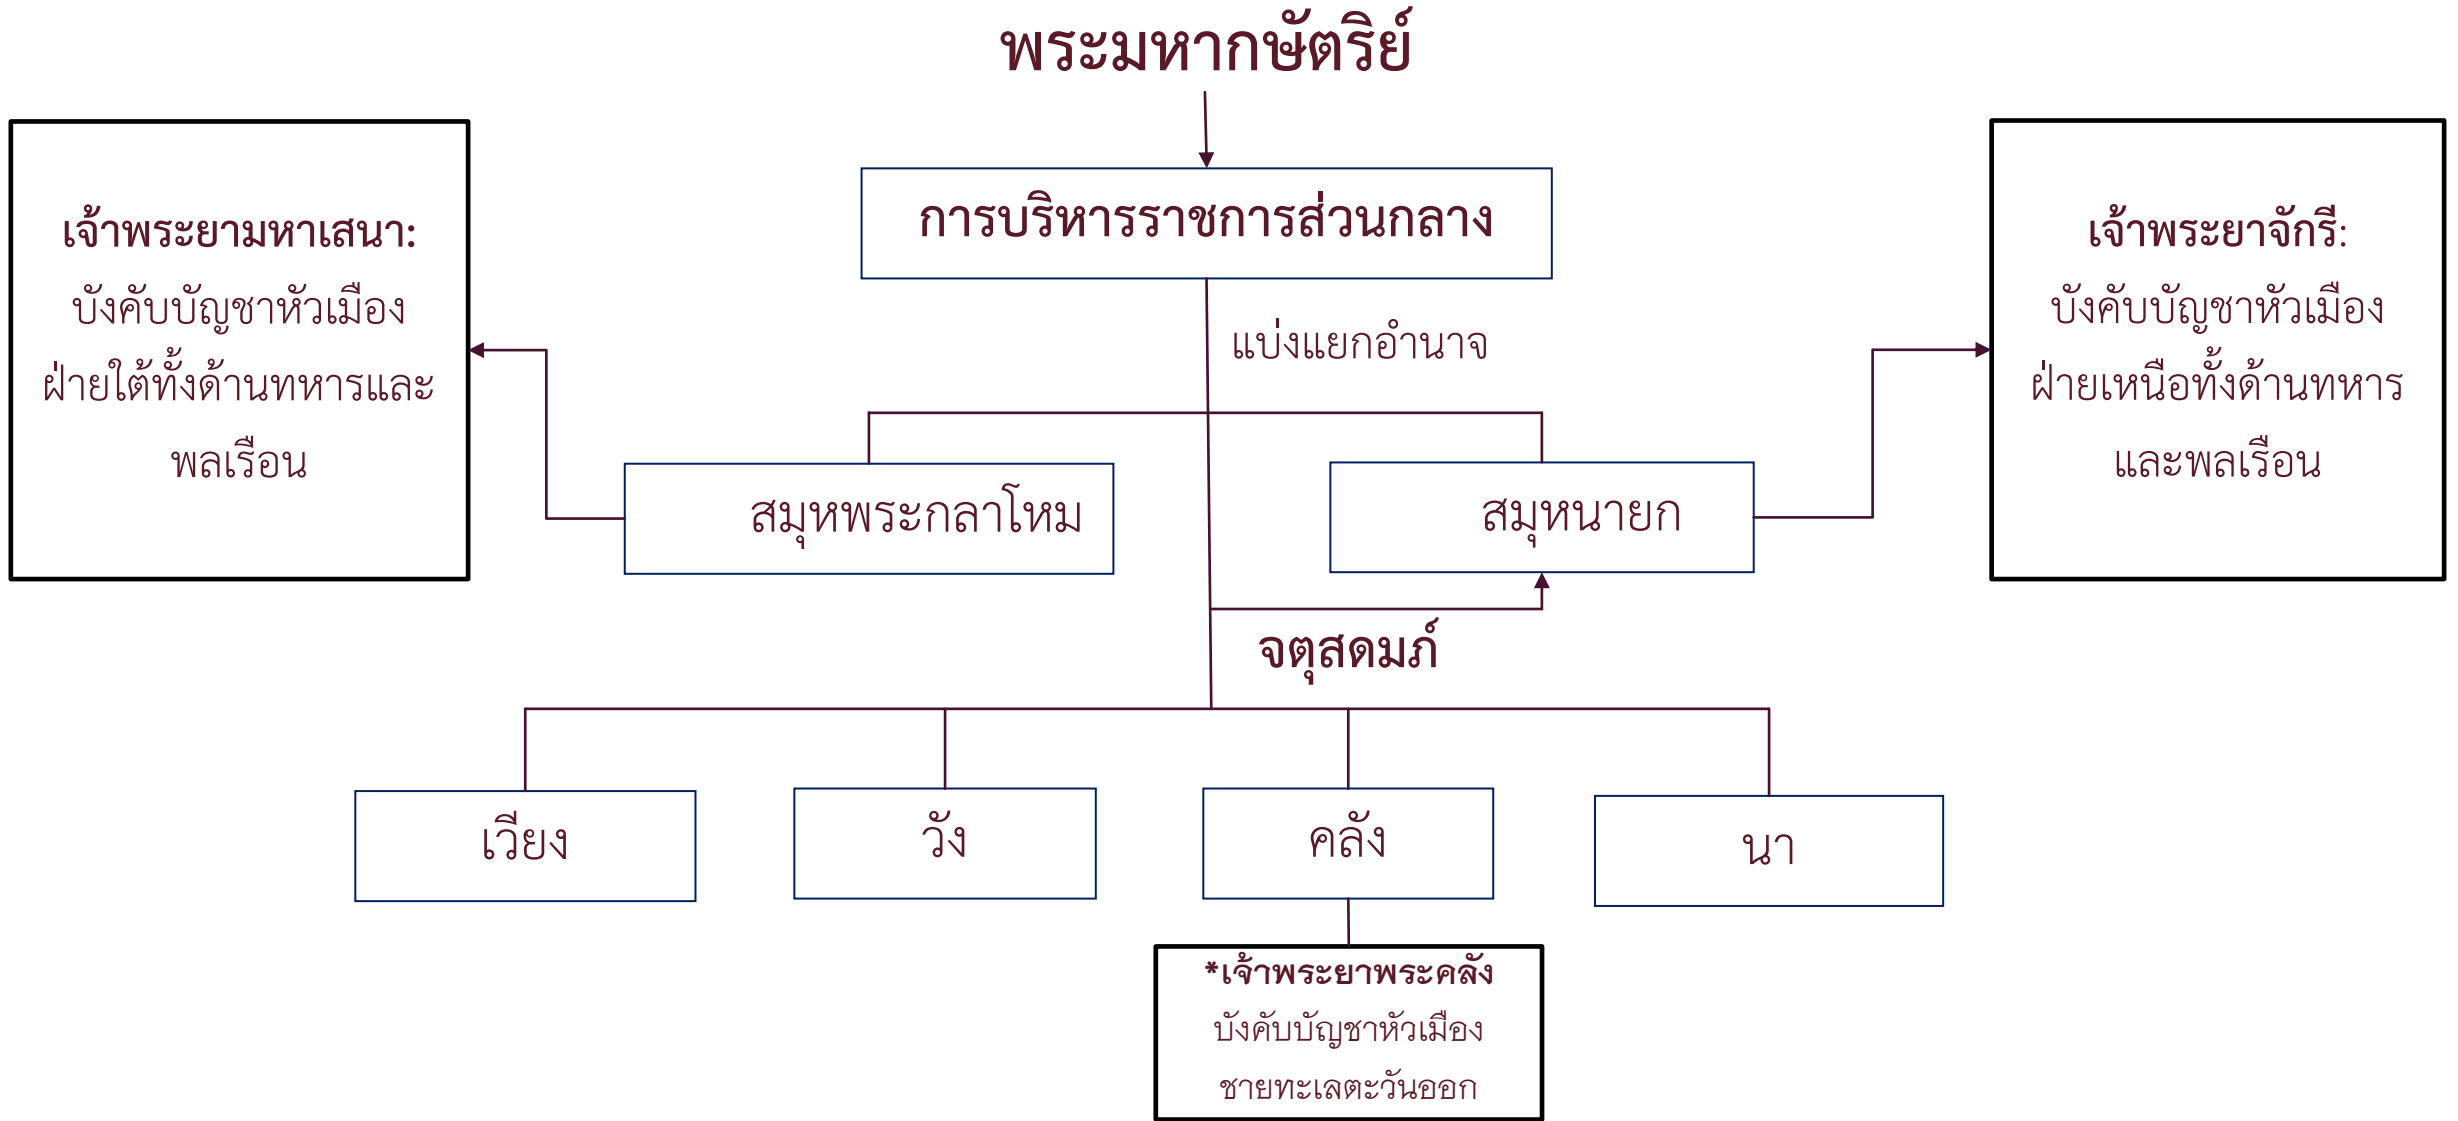 พระมหากษัตริย์
การบริหารราชการส่วนกลาง
เจ้าพระยามหาเสนา:
บังคับบัญชาหัวเมือง
ฝ่ายใต้ทั้งด้านทหารและ
พลเรือน
เจ้าพระยาจักรี:
บังคับบัญชาหัวเมือง
ฝ่ายเหนือทั้งด้านทหาร
และพลเรือน
แบ่งแยกอำนาจ
สมุหพระกลาโหม
สมุหนายก
จตุสดมภ์
เวียง
วัง
คลัง
นา
*เจ้าพระยาพระคลัง
บังคับบัญชาหัวเมือง
ชายทะเลตะวันออก